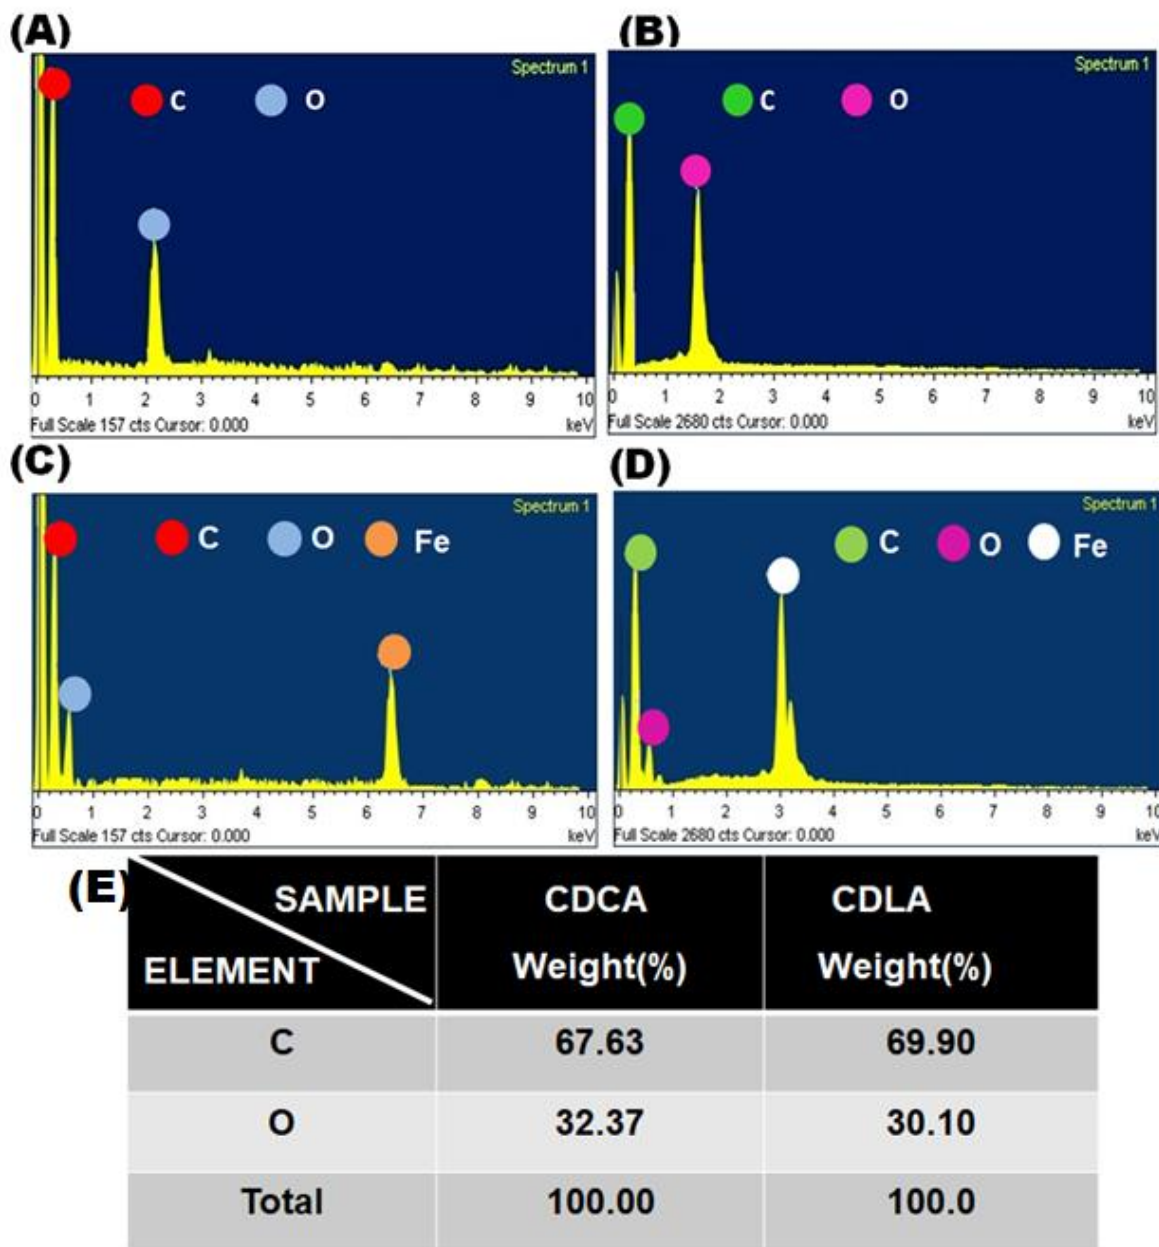 (A)
(B)
Spectrum 1
C O
0 1 2 3 4 5 6 7 8 9 10
Full Scale 157 cts Cursor: 0.000 keV
Spectrum 1
C O
0 1 2 3 4 5 6 7 8 9 10
Full Scale 2680 cts Cursor: 0.000 keV
(C)
(D)
Spectrum 1
C O Fe
0 1 2 3 4 5 6 7 8 9 10
Full Scale 157 cts Cursor: 0.000 keV
Spectrum 1
C O Fe
0 1 2 3 4 5 6 7 8 9 10
Full Scale 2680 cts Cursor: 0.000 keV
(E)
SAMPLE CDCA CDLA
ELEMENT Weight(%) Weight(%)
C 67.63 69.90
O 32.37 30.10
Total 100.00 100.0